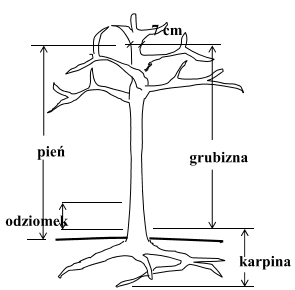 7 cm
pień
grubizna
odziomek
karpina